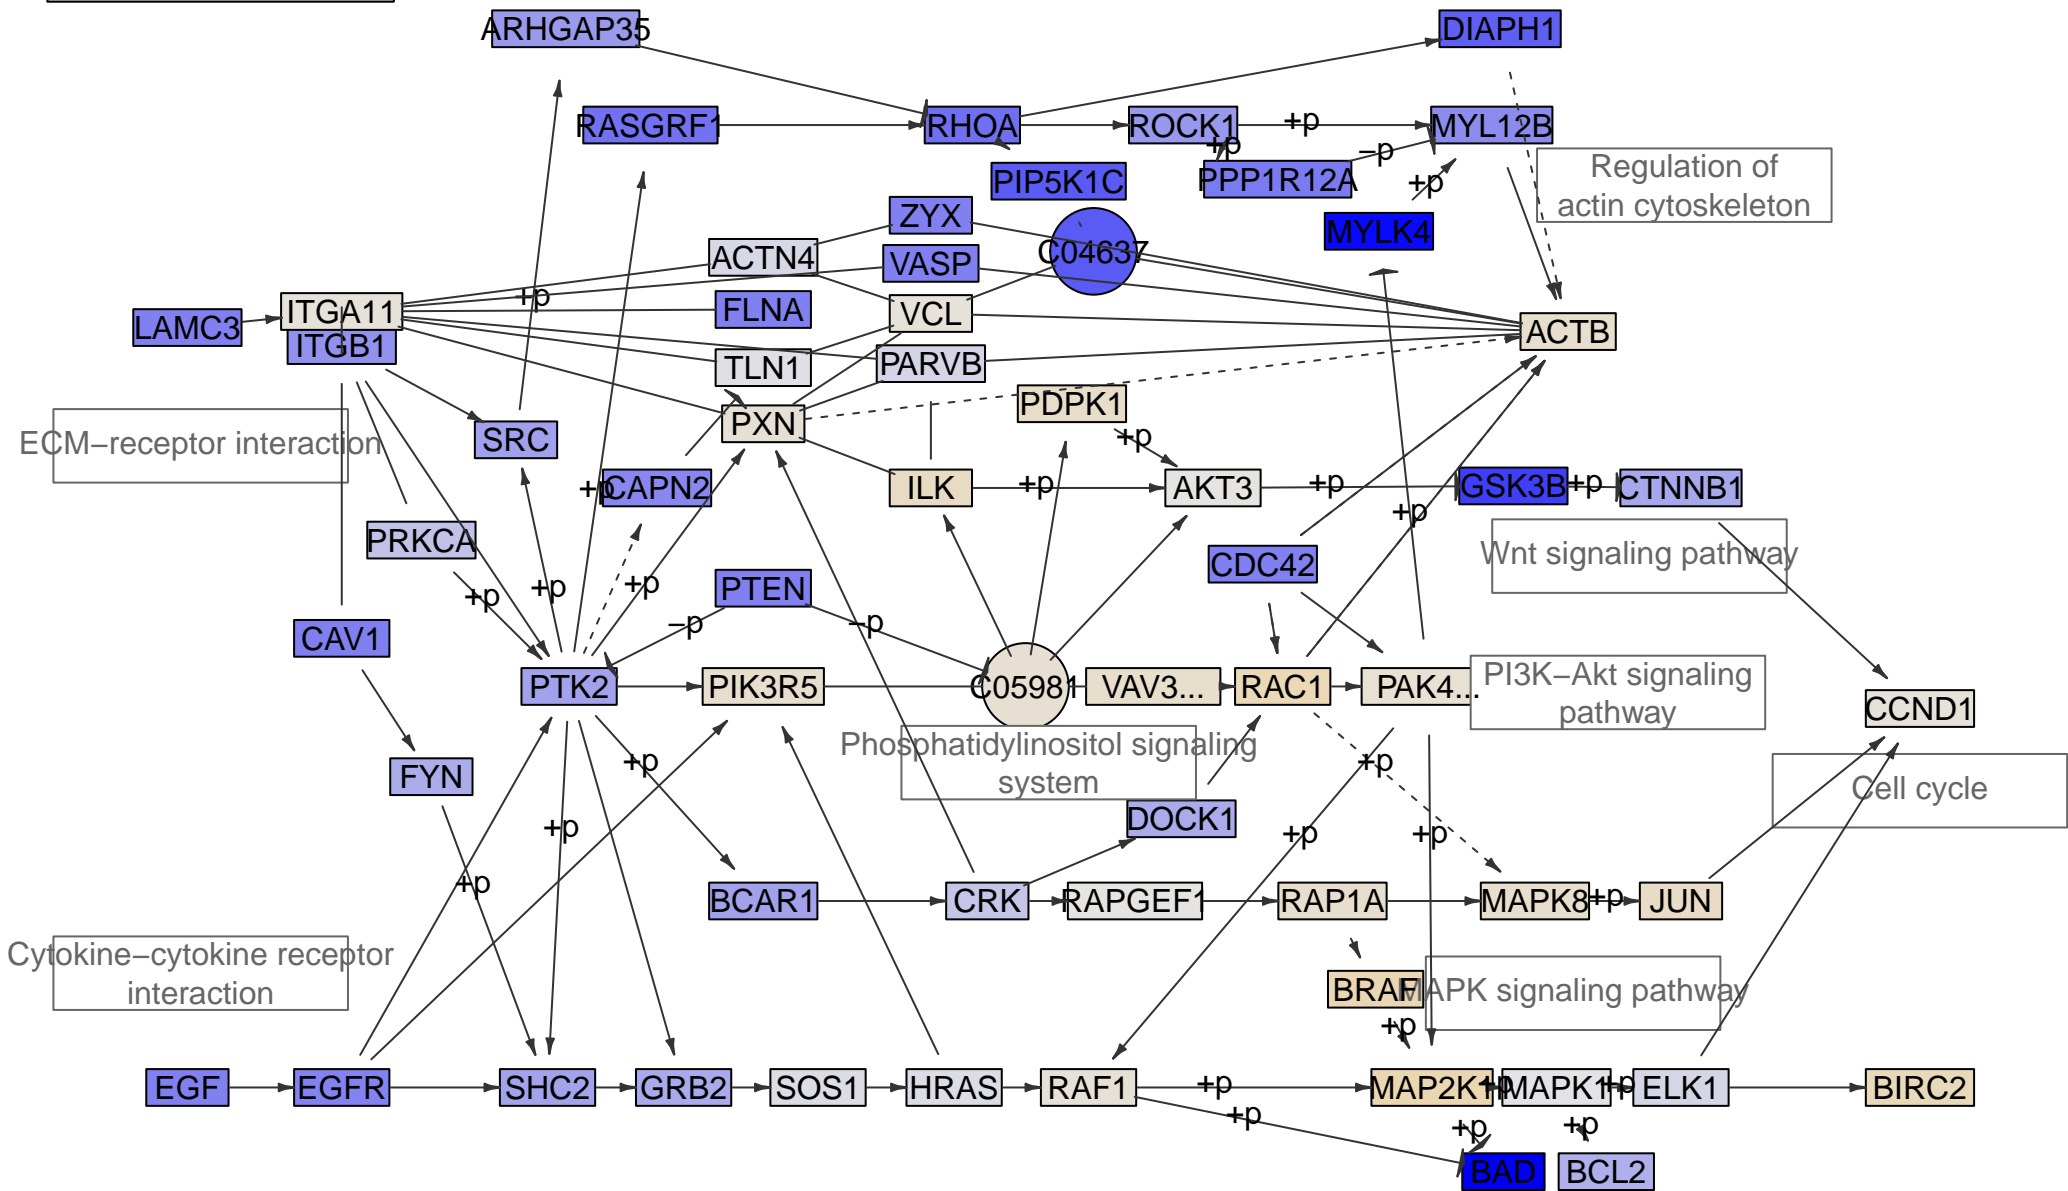 ARHGAP35
DIAPH1
RASGRF1
RHOA
ROCK1
+p
MYL12B
+p
−p
PIP5K1C
PPP1R12A
+p
Regulation of
actin cytoskeleton
ZYX
MYLK4
ACTN4
VASP
C04637
+p
ITGA11
FLNA
VCL
LAMC3
ITGB1
ACTB
TLN1
PARVB
PDPK1
PXN
ECM−receptor interaction
SRC
+p
+p
CAPN2
ILK
+p
AKT3
+p
GSK3B
+p
CTNNB1
+p
PRKCA
Wnt signaling pathway
CDC42
+p
+p
+p
PTEN
−p
−p
CAV1
PTK2
PIK3R5
C05981
VAV3...
RAC1
PAK4...
PI3K−Akt signaling
pathway
CCND1
Phosphatidylinositol signaling
system
+p
+p
FYN
Cell cycle
DOCK1
+p
+p
+p
+p
BCAR1
CRK
RAPGEF1
RAP1A
MAPK8
+p
JUN
Cytokine−cytokine receptor
interaction
BRAF
MAPK signaling pathway
+p
EGF
EGFR
SHC2
GRB2
SOS1
HRAS
RAF1
+p
MAP2K1
+p
MAPK1
+p
ELK1
BIRC2
+p
+p
+p
BAD
BCL2